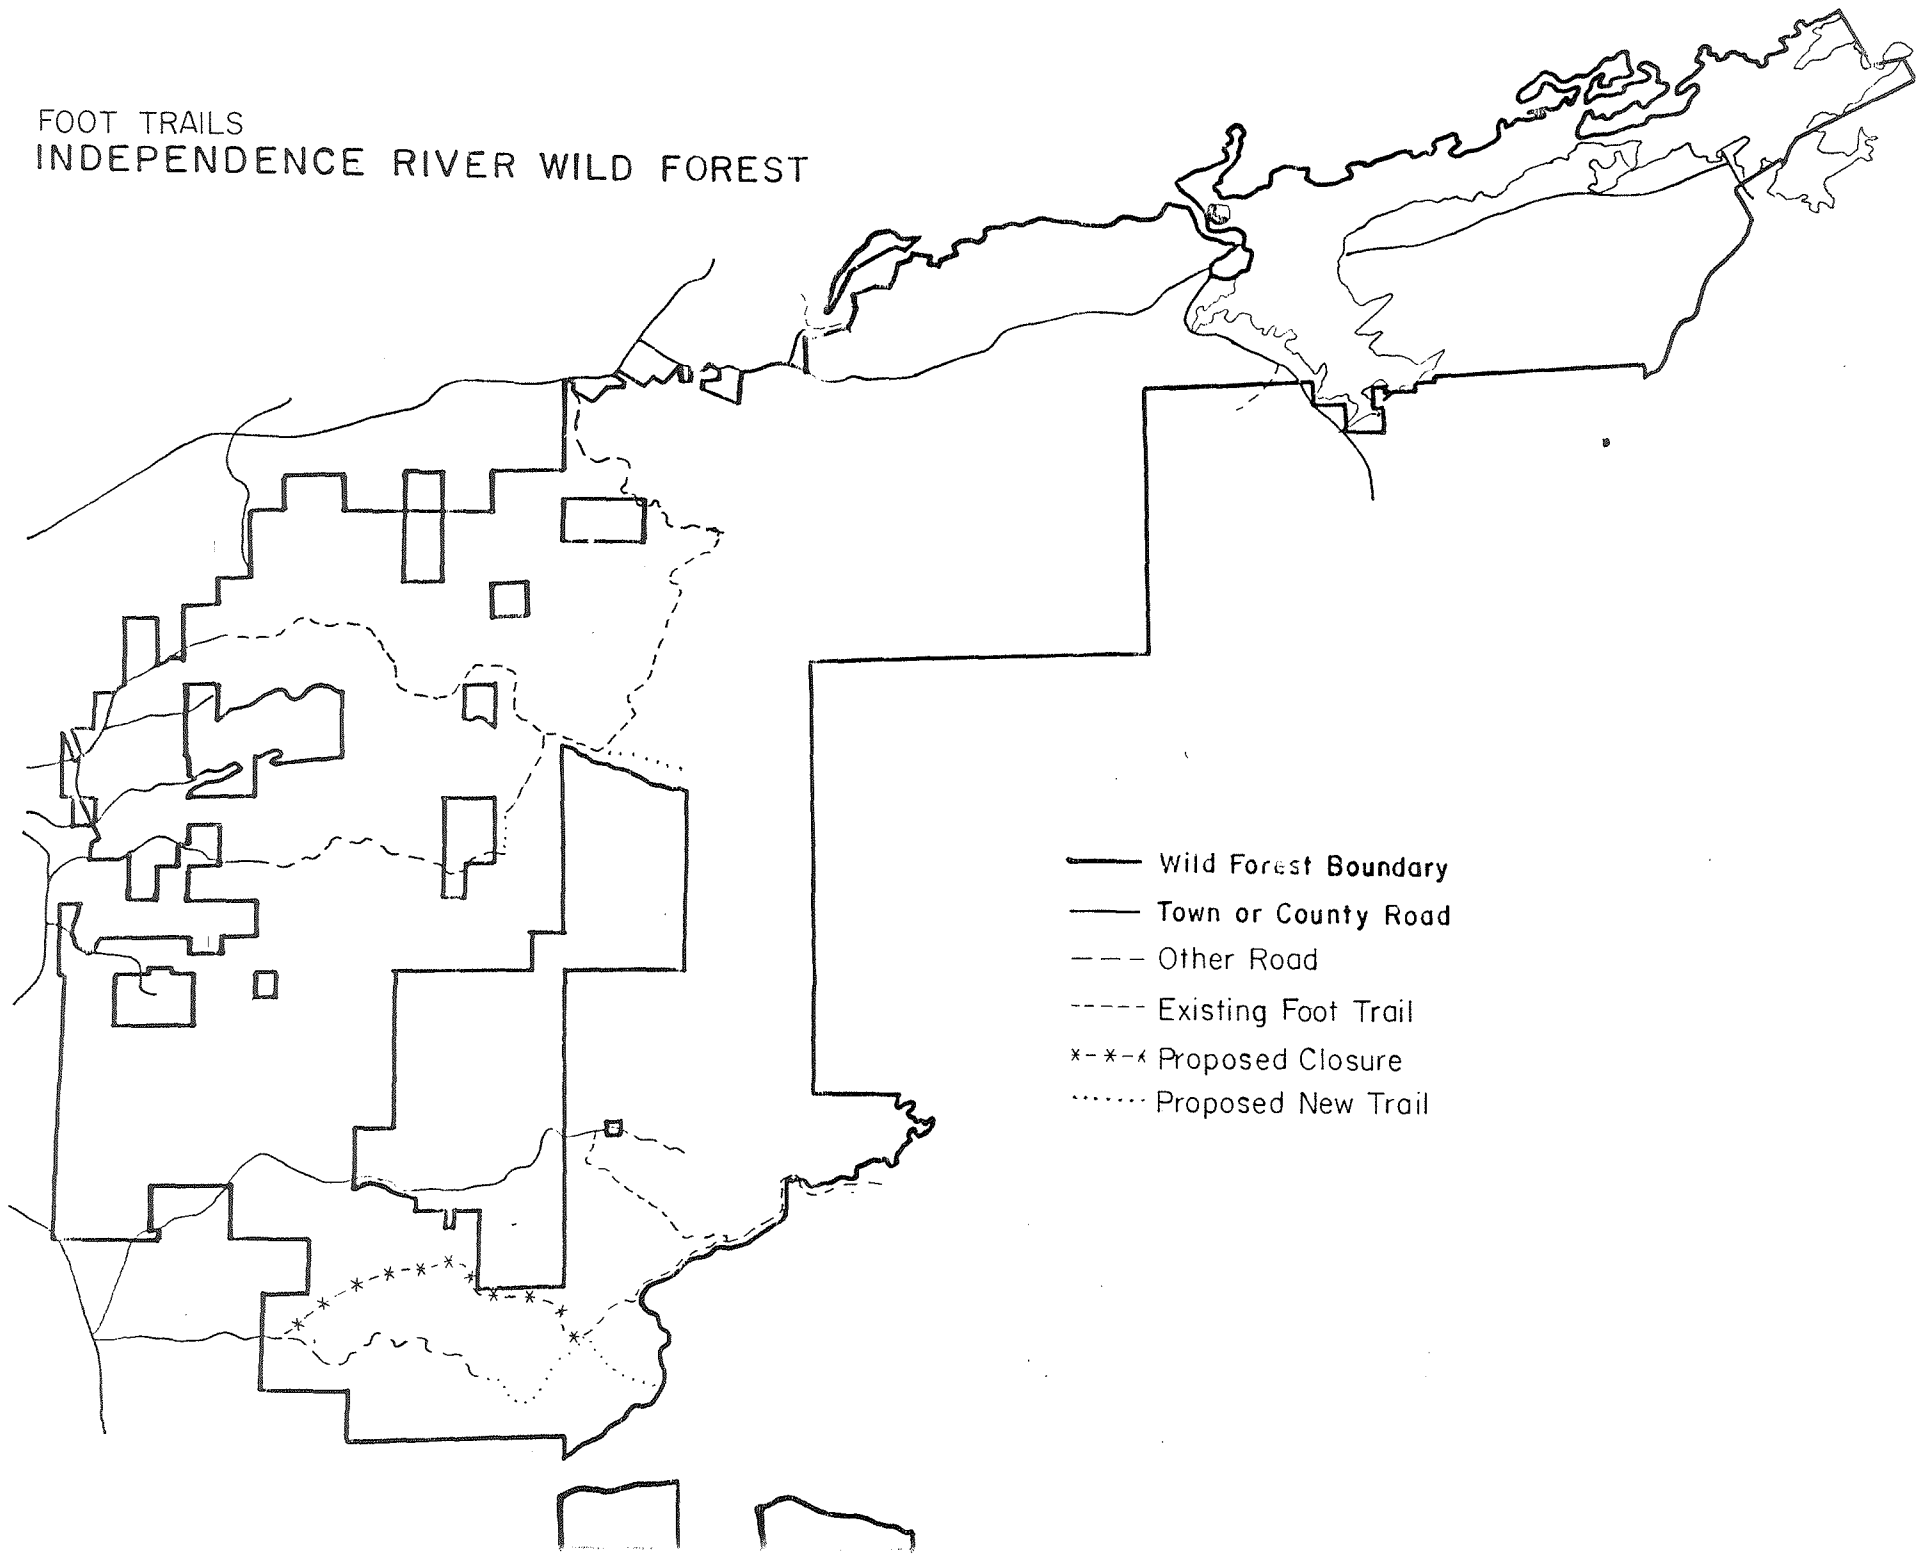 FOOT TRAILS
INDEPENDENCE RIVER WILD FOREST
Wild Forest Boundary
Town or County Road
Other Road
Existing Foot Trail
Proposed Closure
Proposed New Trail